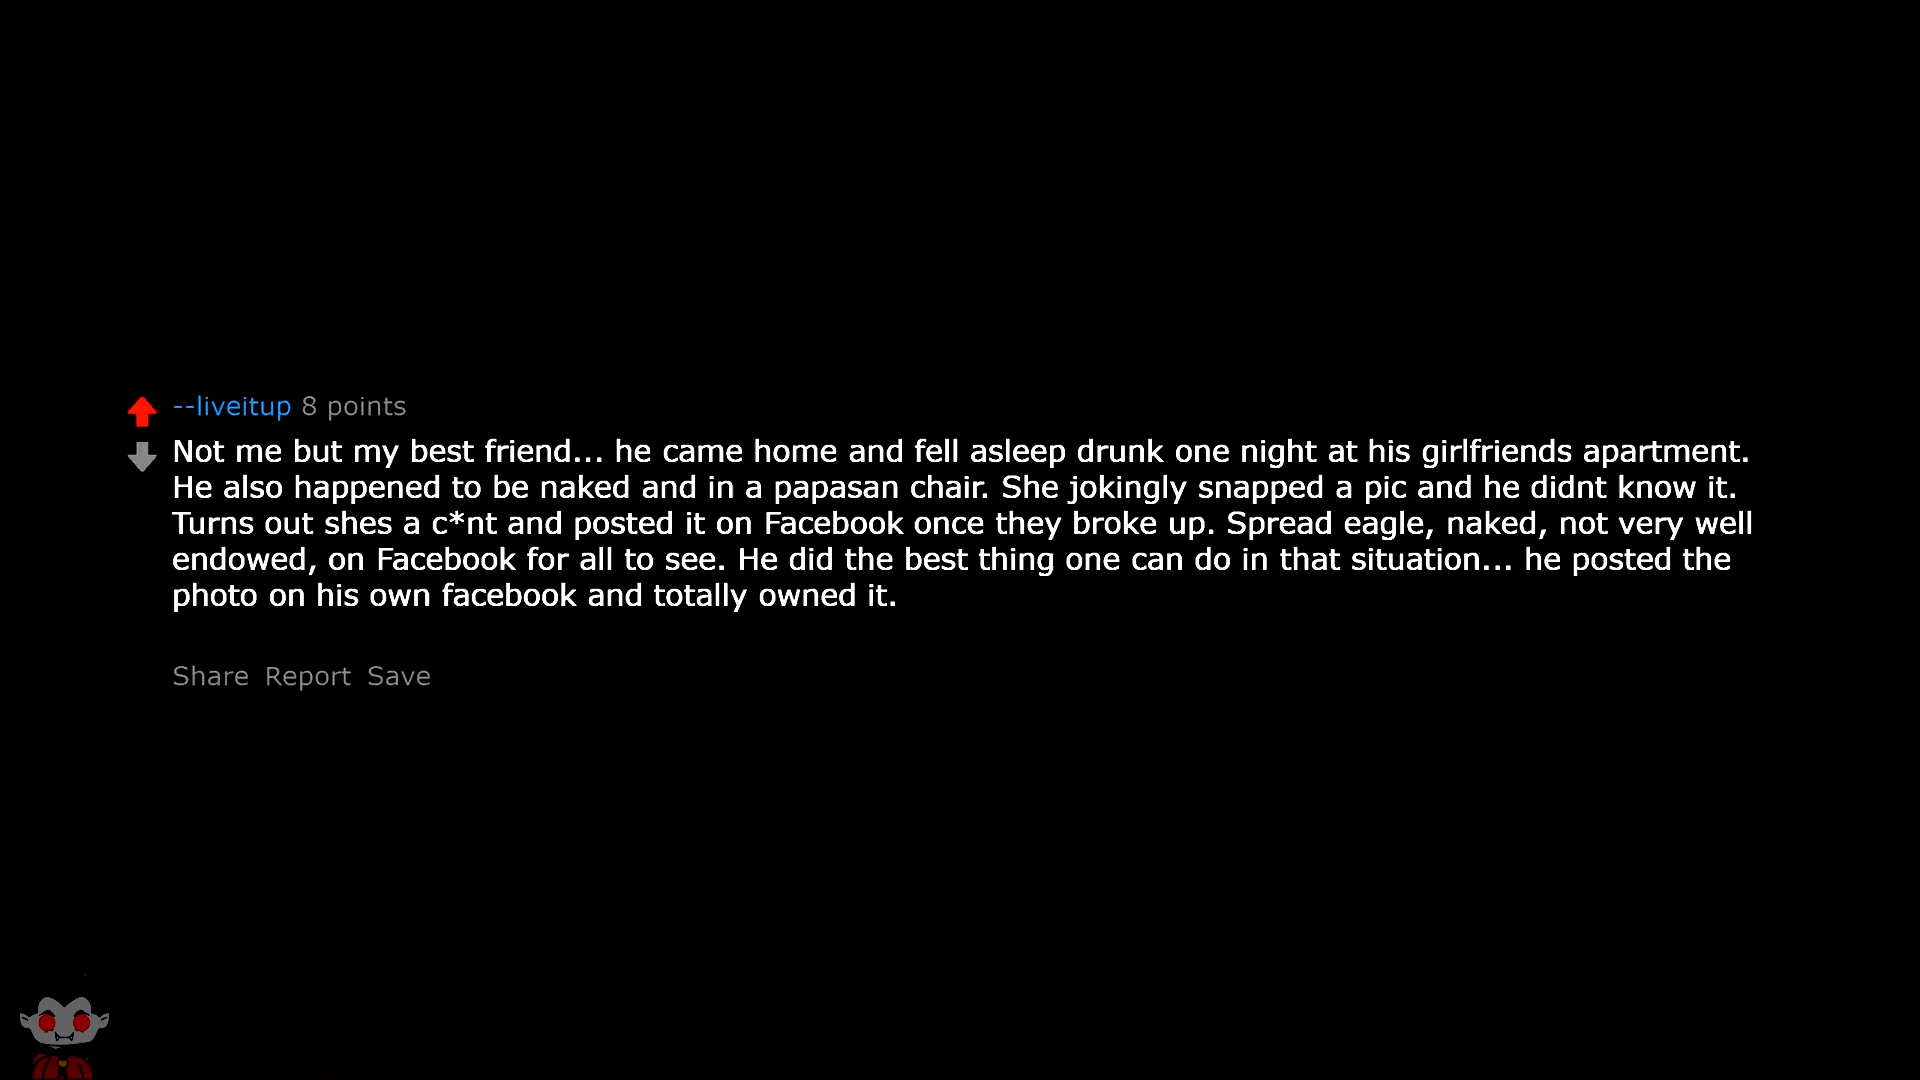 --liveitup 8 points
Not me but my best friend... he came home and fell asleep drunk one night at his girlfriends apartment.
He also happened to be naked and in a papasan chair. She jokingly snapped a pic and he didnt know it.
Turns out shes a c*nt and posted it on Facebook once they broke up. Spread eagle, naked, not very well
endowed, on Facebook for all to see. He did the best thing one can do in that situation... he posted the
photo on his own facebook and totally owned it.
Share Report Save